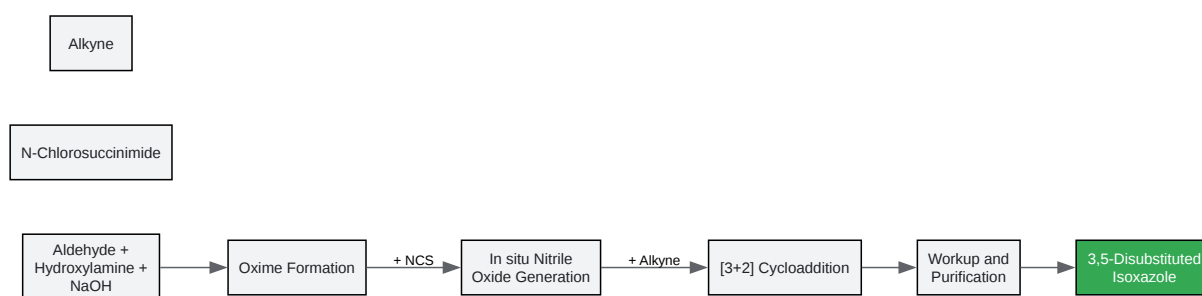 Alkyne
N-Chlorosuccinimide
Aldehyde +
Hydroxylamine +
NaOH
Oxime Formation
+ NCS
In situ Nitrile
Oxide Generation
+ Alkyne
[3+2] Cycloaddition
Workup and
Purification
3,5-Disubstituted
Isoxazole